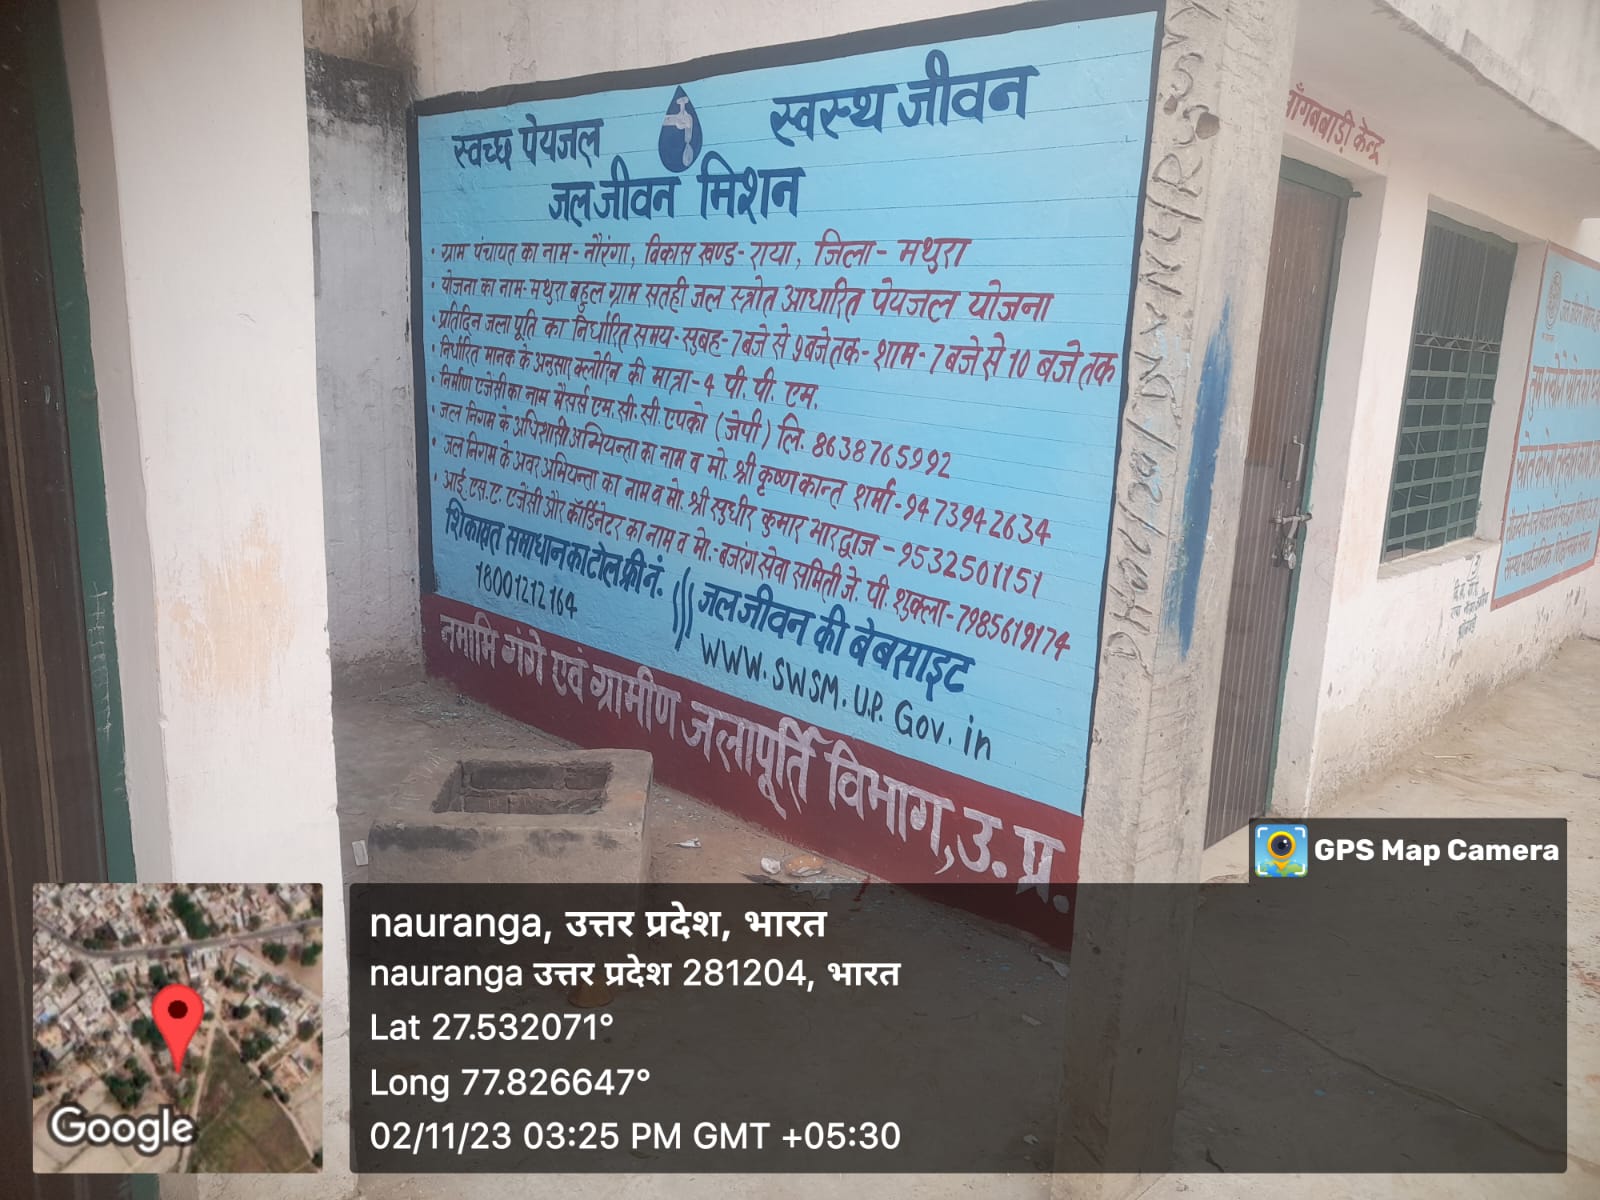 स्वच्छ पेयजल स्वस्थ जीवन
जल जीवन मिशन
• ग्राम पंचायत का नाम - नौरंगा, विकास खण्ड - राया, जिला - मथुरा
• योजना का नाम - मथुरा बहुल ग्राम सतही जल स्त्रोत आधारित पेयजल योजना
• प्रतिदिन जलापूर्ति का निर्धारित समय - सुबह - 7 बजे से 9 बजे तक - शाम - 7 बजे से 10 बजे तक
• निर्धारित मानक के अनुसार क्लोरिन की मात्रा - 4 पी. पी. एम.
• निर्माण एजेंसी का नाम मैसर्स एम. सी. सी. एपको (जेपी) लि. 8638765992
• जल निगम के अधिशासी अभियन्ता का नाम व मो. श्री कृष्ण कान्त शर्मा - 9473942634
• जल निगम के अवर अभियन्ता का नाम व मो. श्री सुधीर कुमार भारद्वाज - 9532501151
• आई. एस. ए. एजेंसी और कॉर्डिनेटर का नाम व मो. - बजरंग सेवा समिती जे. पी. शुक्ला - 7985619174
शिकायत समाधान का टोल फ्री नं.
18001212164
जल जीवन की बेबसाइट
www.SWSM.U.P. Gov.in
नमामि गंगे एवं ग्रामीण जलापूर्ति विभाग, उ. प्र.
आँगनबाड़ी केन्द्र
GPS Map Camera
nauranga, उत्तर प्रदेश, भारत
nauranga उत्तर प्रदेश 281204, भारत
Lat 27.532071°
Long 77.826647°
02/11/23 03:25 PM GMT +05:30
Google